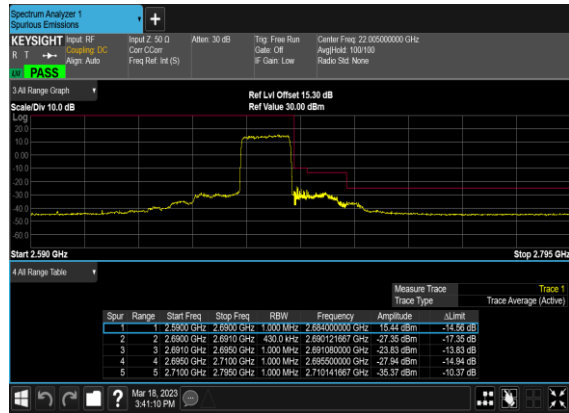 Spectrum Analyzer 1
Spurious Emissions
KEYSIGHT Input: RF Input Z: 50 Ω Atten: 30 dB Trig: Free Run Center Freq: 22.005000000 GHz
R T Coupling: DC Corr CCorr Gate: Off Avg|Hold: 100/100
Align: Auto Freq Ref: Int (S) IF Gain: Low Radio Std: None
PASS
3 All Range Graph
Ref Lvl Offset 15.30 dB
Scale/Div 10.0 dB Ref Value 30.00 dBm
Log
20.0
10.0
0.00
-10.0
-20.0
-30.0
-40.0
-50.0
-60.0
Start 2.590 GHz Stop 2.795 GHz
4 All Range Table
Measure Trace Trace 1
Trace Type Trace Average (Active)
Spur Range Start Freq Stop Freq RBW Frequency Amplitude ΔLimit
1 1 2.5900 GHz 2.6900 GHz 1.000 MHz 2.684000000 GHz 15.44 dBm -14.56 dB
2 2 2.6900 GHz 2.6910 GHz 430.0 kHz 2.690121667 GHz -27.35 dBm -17.35 dB
3 3 2.6910 GHz 2.6950 GHz 1.000 MHz 2.691080000 GHz -23.83 dBm -13.83 dB
4 4 2.6950 GHz 2.7100 GHz 1.000 MHz 2.695500000 GHz -27.94 dBm -14.94 dB
5 5 2.7100 GHz 2.7950 GHz 1.000 MHz 2.710141667 GHz -35.37 dBm -10.37 dB
Mar 18, 2023
3:41:10 PM